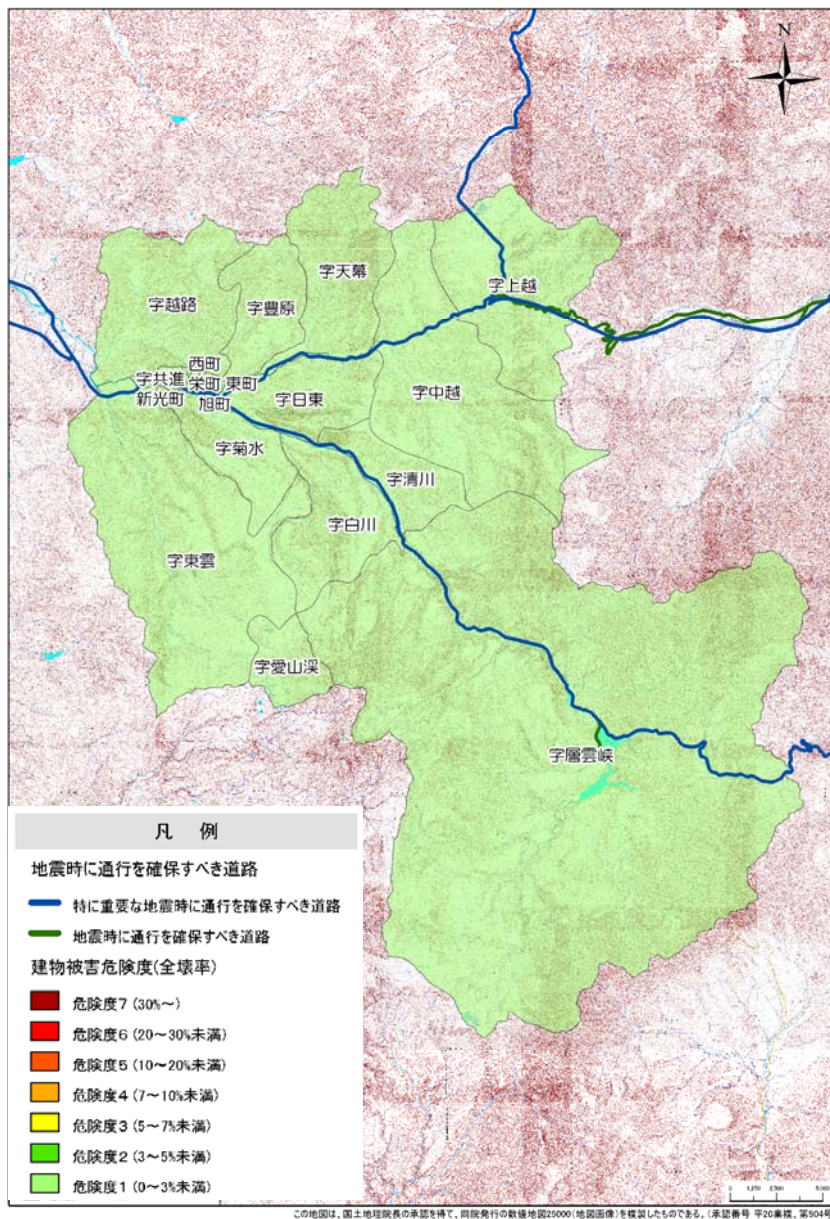 N
字天幕
字上越
字越路
字豊原
西町
字共進
栄町
東町
新光町
旭町
字日東
字中越
字菊水
字清川
字白川
字東雲
字愛山渓
字層雲峡
凡 例
地震時に通行を確保すべき道路
特に重要な地震時に通行を確保すべき道路
地震時に通行を確保すべき道路
建物被害危険度(全壊率)
危険度7 (30%～)
危険度6 (20～30%未満)
危険度5 (10～20%未満)
危険度4 (7～10%未満)
危険度3 (5～7%未満)
危険度2 (3～5%未満)
危険度1 (0～3%未満)
0 1,250 2,500 5,000
この地図は、国土地理院長の承認を得て、同院発行の数値地図25000(地図画像)を複製したものである。(承認番号 平20業複、第904号